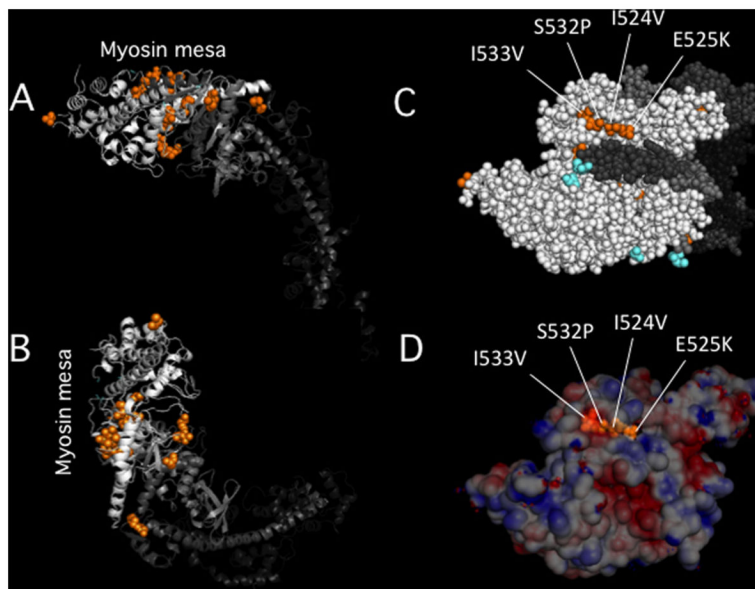 Myosin mesa
A
B
Myosin mesa
C
I533V
S532P
I524V
E525K
D
I533V
S532P
I524V
E525K